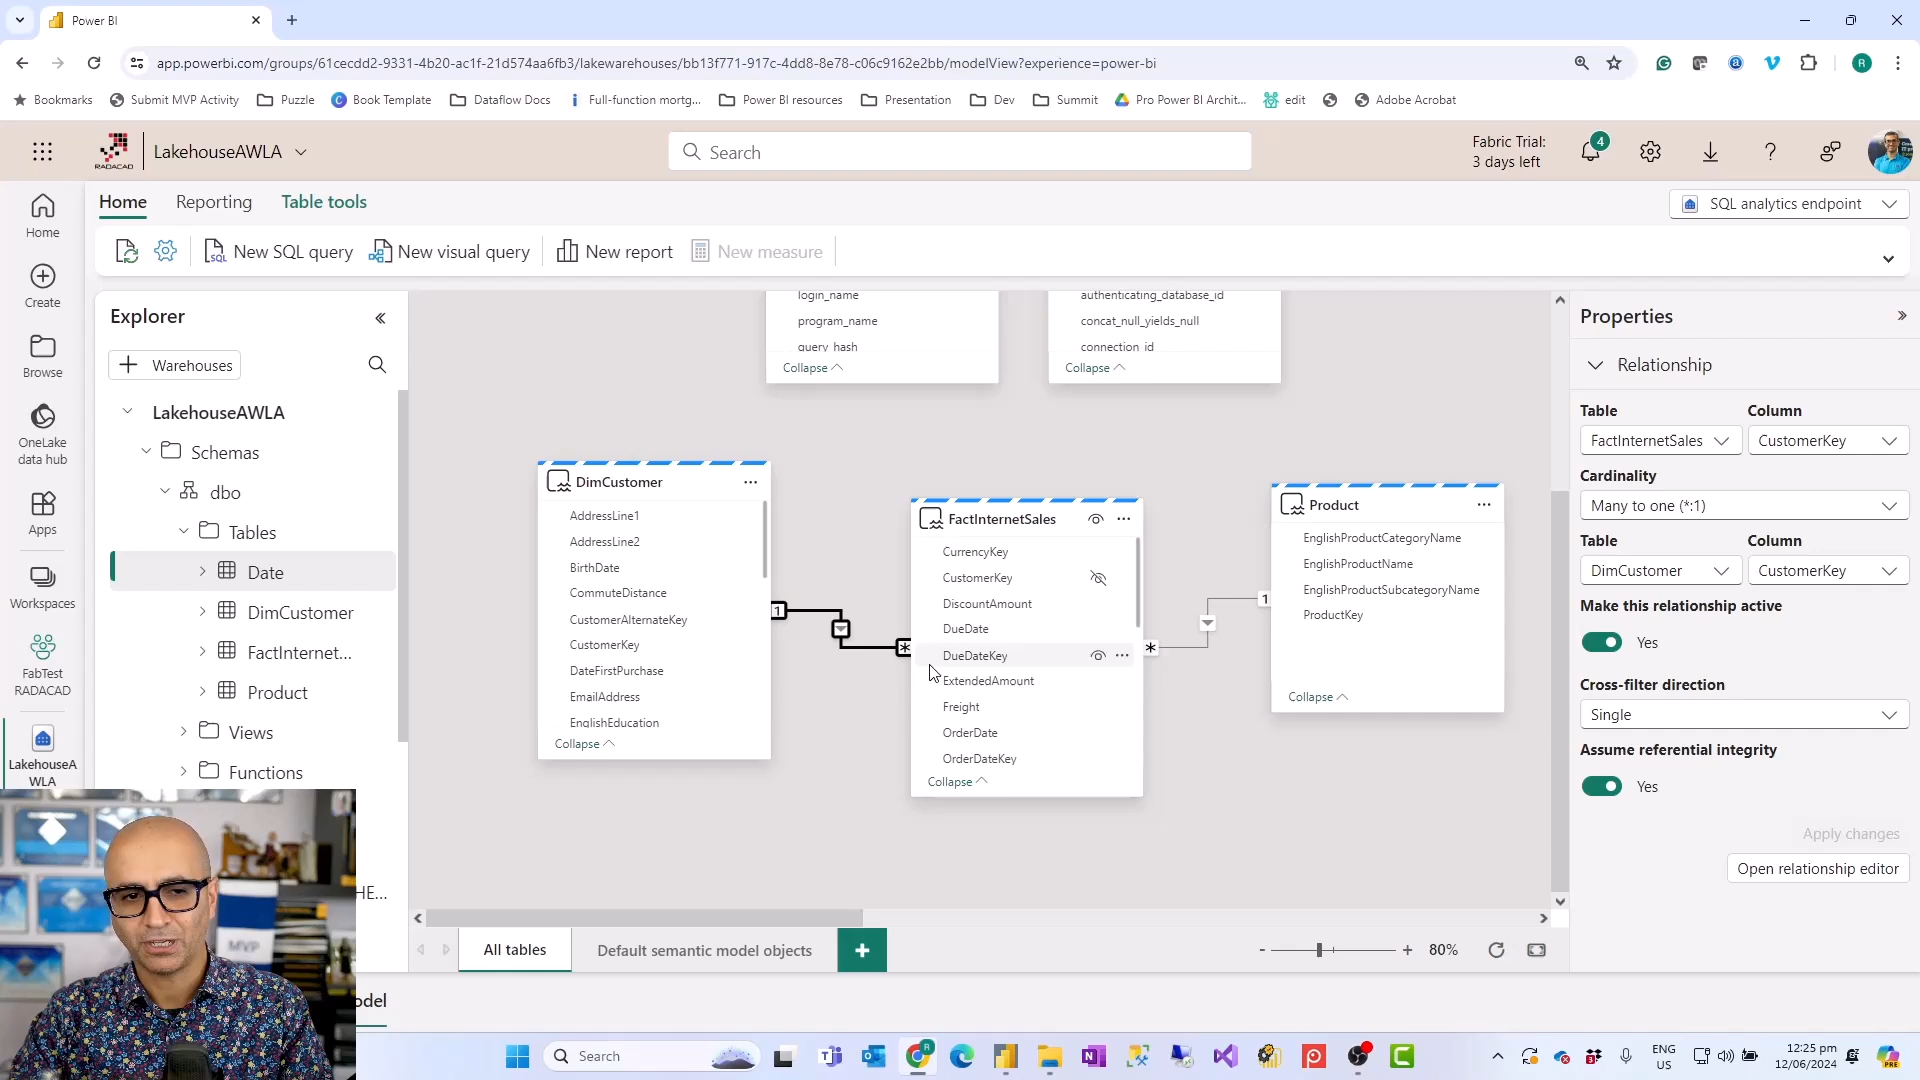 Power BI
app.powerbi.com/groups/61cecdd2-9331-4b20-ac1f-21d574aa6fb3/lakewarehouses/bb13f771-917c-4dd8-8e78-c06c9162e2bb/modelView?experience=power-bi
R
Bookmarks Submit MVP Activity Puzzle Book Template Dataflow Docs Full-function mortg... Power BI resources Presentation Dev Summit Pro Power BI Archit... edit Adobe Acrobat
RADACAD
LakehouseAWLA
Search
Fabric Trial:
3 days left
4
Home Reporting Table tools
SQL analytics endpoint
New SQL query New visual query New report New measure
Home
Create
Browse
OneLake
data hub
Apps
Workspaces
FabTest
RADACAD
LakehouseA
WLA
Explorer
Warehouses
LakehouseAWLA
Schemas
dbo
Tables
Date
DimCustomer
FactInternet...
Product
Views
Functions
HE...
odel
login_name
program_name
query_hash
Collapse
authenticating_database_id
concat_null_yields_null
connection_id
Collapse
DimCustomer
AddressLine1
AddressLine2
BirthDate
CommuteDistance
CustomerAlternateKey
CustomerKey
DateFirstPurchase
EmailAddress
EnglishEducation
Collapse
1
*
FactInternetSales
CurrencyKey
CustomerKey
DiscountAmount
DueDate
DueDateKey
ExtendedAmount
Freight
OrderDate
OrderDateKey
Collapse
*
1
Product
EnglishProductCategoryName
EnglishProductName
EnglishProductSubcategoryName
ProductKey
Collapse
All tables Default semantic model objects +
- + 80%
Properties
Relationship
Table Column
FactInternetSales CustomerKey
Cardinality
Many to one (*:1)
Table Column
DimCustomer CustomerKey
Make this relationship active
Yes
Cross-filter direction
Single
Assume referential integrity
Yes
Apply changes
Open relationship editor
MVP
Search
ENG
US
12:25 pm
12/06/2024
PRE